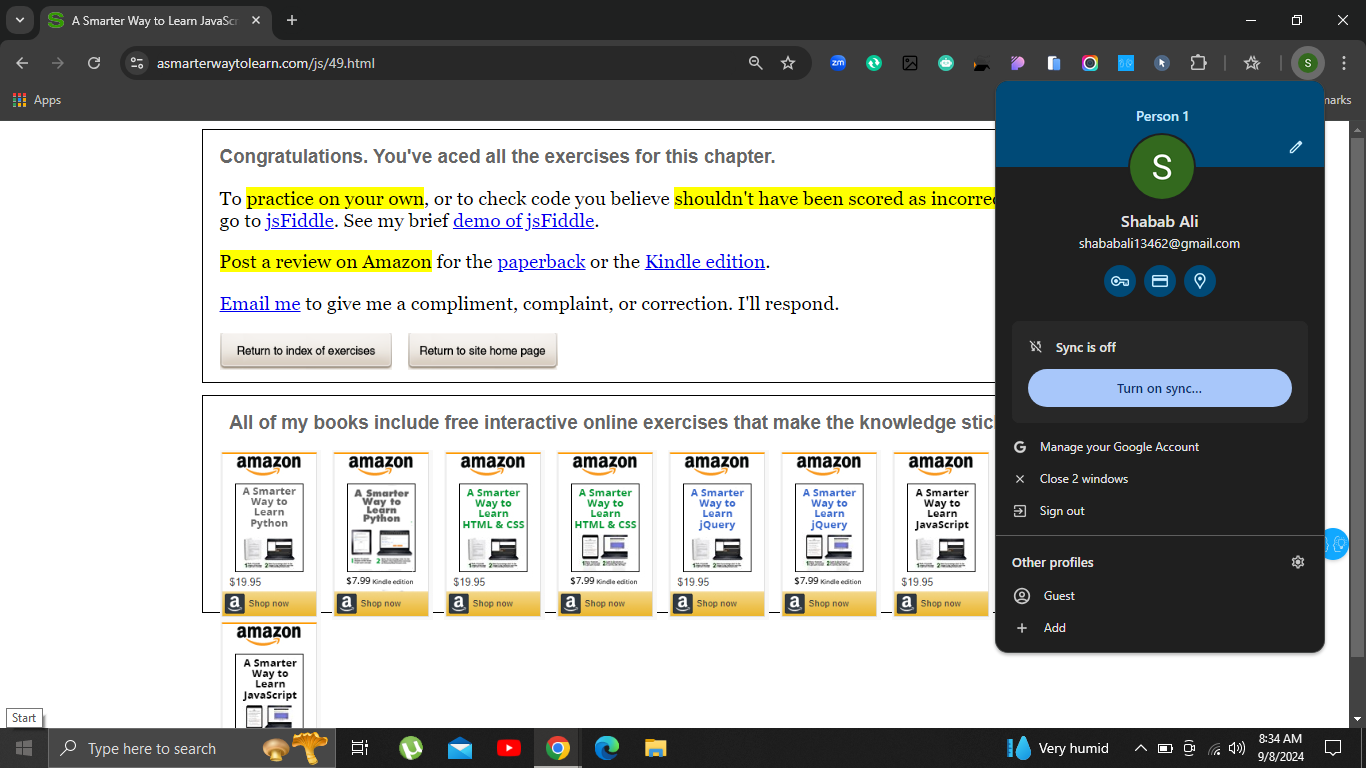 A Smarter Way to Learn JavaSc
asmarterwaytolearn.com/js/49.html
zm
S
Apps
marks
Congratulations. You've aced all the exercises for this chapter.
To practice on your own, or to check code you believe shouldn't have been scored as incorrec
go to jsFiddle. See my brief demo of jsFiddle.
Post a review on Amazon for the paperback or the Kindle edition.
Email me to give me a compliment, complaint, or correction. I'll respond.
Return to index of exercises
Return to site home page
All of my books include free interactive online exercises that make the knowledge stic
amazon
A Smarter
Way to
Learn
Python
$19.95
Shop now
amazon
A Smarter
Way to
Learn
Python
$7.99 Kindle edition
Shop now
amazon
A Smarter
Way to
Learn
HTML & CSS
$19.95
Shop now
amazon
A Smarter
Way to
Learn
HTML & CSS
$7.99 Kindle edition
Shop now
amazon
A Smarter
Way to
Learn
jQuery
$19.95
Shop now
amazon
A Smarter
Way to
Learn
jQuery
$7.99 Kindle edition
Shop now
amazon
A Smarter
Way to
Learn
JavaScript
$19.95
Shop now
amazon
A Smarter
Way to
Learn
JavaScript
Person 1
S
Shabab Ali
shababali13462@gmail.com
Sync is off
Turn on sync...
Manage your Google Account
Close 2 windows
Sign out
Other profiles
Guest
Add
Start
Type here to search
Very humid
8:34 AM
9/8/2024